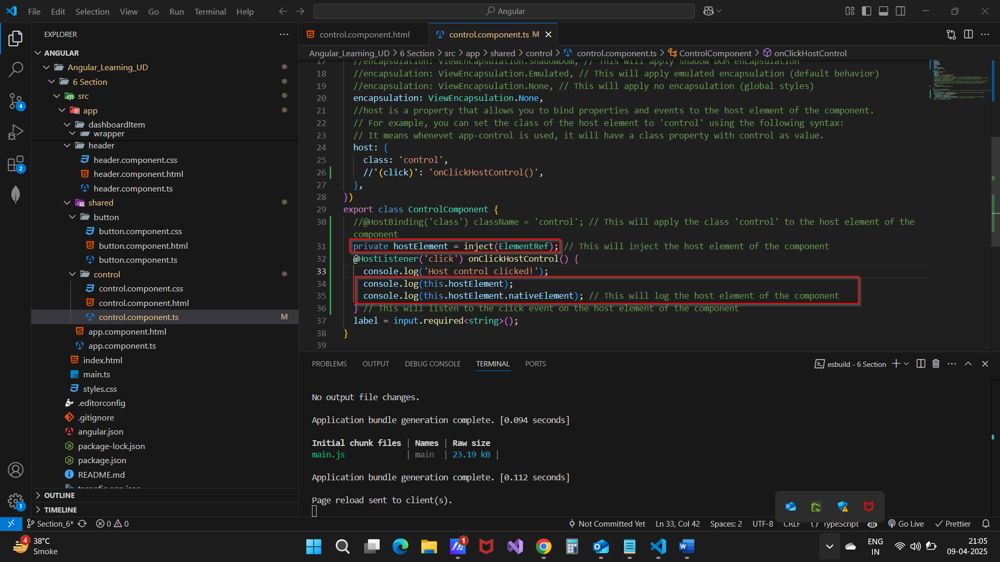 File Edit Selection View Go Run Terminal Help
Angular
EXPLORER
ANGULAR
Angular_Learning_UD
6 Section
src
app
dashboardItem
wrapper
header
header.component.css
header.component.html
header.component.ts
shared
button
button.component.css
button.component.html
button.component.ts
control
control.component.css
control.component.html
control.component.ts M
app.component.html
app.component.ts
index.html
main.ts
styles.css
.editorconfig
.gitignore
angular.json
package-lock.json
package.json
README.md
tsconfig.app.json
OUTLINE
TIMELINE
4
2
1
control.component.html
control.component.ts M
Angular_Learning_UD > 6 Section > src > app > shared > control > control.component.ts > ControlComponent > onClickHostControl
17 //encapsulation: ViewEncapsulation.ShadowDom, // This will apply shadow DOM encapsulation
18 //encapsulation: ViewEncapsulation.Emulated, // This will apply emulated encapsulation (default behavior)
19 //encapsulation: ViewEncapsulation.None, // This will apply no encapsulation (global styles)
20 encapsulation: ViewEncapsulation.None,
21 //host is a property that allows you to bind properties and events to the host element of the component.
22 // For example, you can set the class of the host element to 'control' using the following syntax:
23 // It means whenevet app-control is used, it will have a class property with control as value.
24 host: {
25 class: 'control',
26 //'(click)': 'onClickHostControl()',
27 },
28 })
29 export class ControlComponent {
30 //@HostBinding('class') className = 'control'; // This will apply the class 'control' to the host element of the
component
31 private hostElement = inject(ElementRef); // This will inject the host element of the component
32 @HostListener('click') onClickHostControl() {
33 console.log('Host control clicked!');
34 console.log(this.hostElement);
35 console.log(this.hostElement.nativeElement); // This will log the host element of the component
36 } // This will listen to the click event on the host element of the component
37 label = input.required<string>();
38 }
39
PROBLEMS OUTPUT DEBUG CONSOLE TERMINAL PORTS
esbuild - 6 Section
No output file changes.
Application bundle generation complete. [0.094 seconds]
Initial chunk files | Names | Raw size
main.js | main | 23.19 kB |
Application bundle generation complete. [0.112 seconds]
Page reload sent to client(s).
Section_6* 0 0
Not Committed Yet Ln 33, Col 42 Spaces: 2 UTF-8 CRLF {} TypeScript Go Live Prettier
4
38°C
Smoke
1
ENG
IN
21:05
09-04-2025